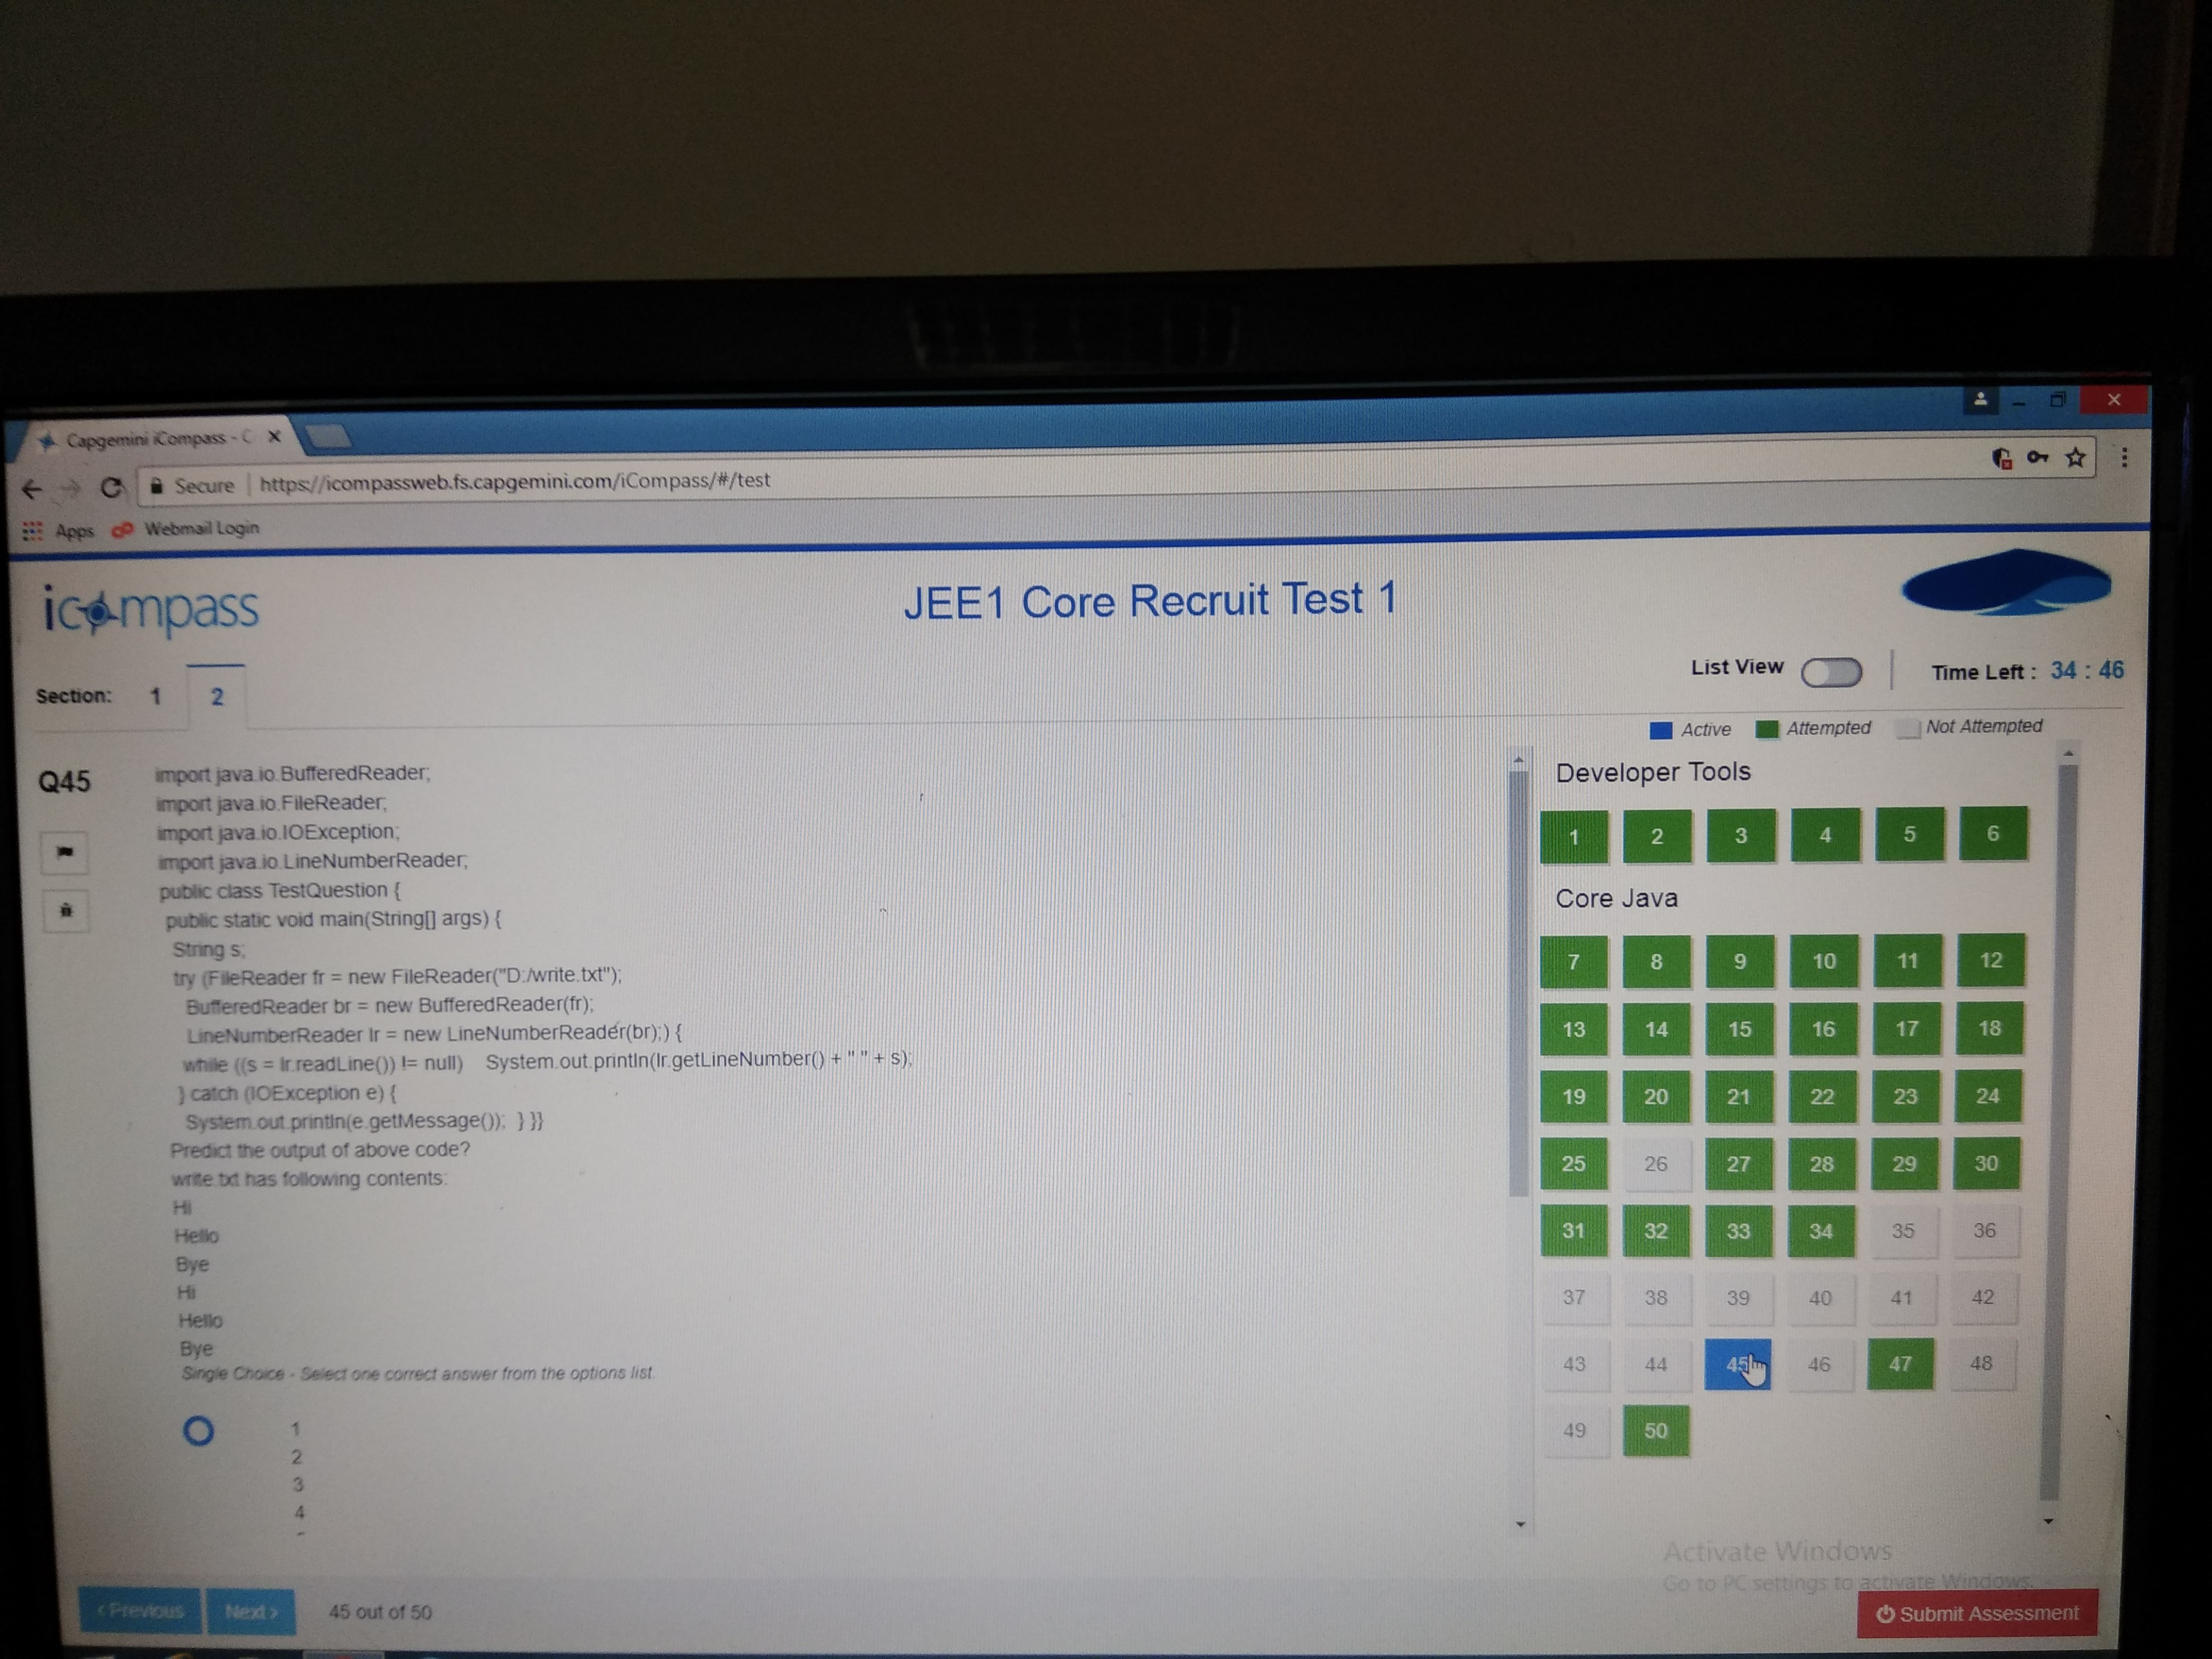 Capgemini iCompass - C
Secure https://icompassweb.fs.capgemini.com/iCompass/#/test
Apps Webmail Login
icompass
JEE1 Core Recruit Test 1
List View
Time Left : 34 : 46
Section: 1 2
Active Attempted Not Attempted
Q45
import java.io.BufferedReader;
import java.io.FileReader;
import java.io.IOException;
import java.io.LineNumberReader;
public class TestQuestion {
public static void main(String[] args) {
String s;
try (FileReader fr = new FileReader("D:/write.txt");
BufferedReader br = new BufferedReader(fr);
LineNumberReader lr = new LineNumberReader(br);) {
while ((s = lr.readLine()) != null) System.out.println(lr.getLineNumber() + " " + s);
} catch (IOException e) {
System.out.println(e.getMessage()); } }}
Predict the output of above code?
write.txt has following contents:
Hi
Hello
Bye
Hi
Hello
Bye
Single Choice - Select one correct answer from the options list.
1
2
3
4
Developer Tools
1 2 3 4 5 6
Core Java
7 8 9 10 11 12
13 14 15 16 17 18
19 20 21 22 23 24
25 26 27 28 29 30
31 32 33 34 35 36
37 38 39 40 41 42
43 44 45 46 47 48
49 50
Activate Windows
Go to PC settings to activate Windows.
< Previous Next > 45 out of 50
Submit Assessment